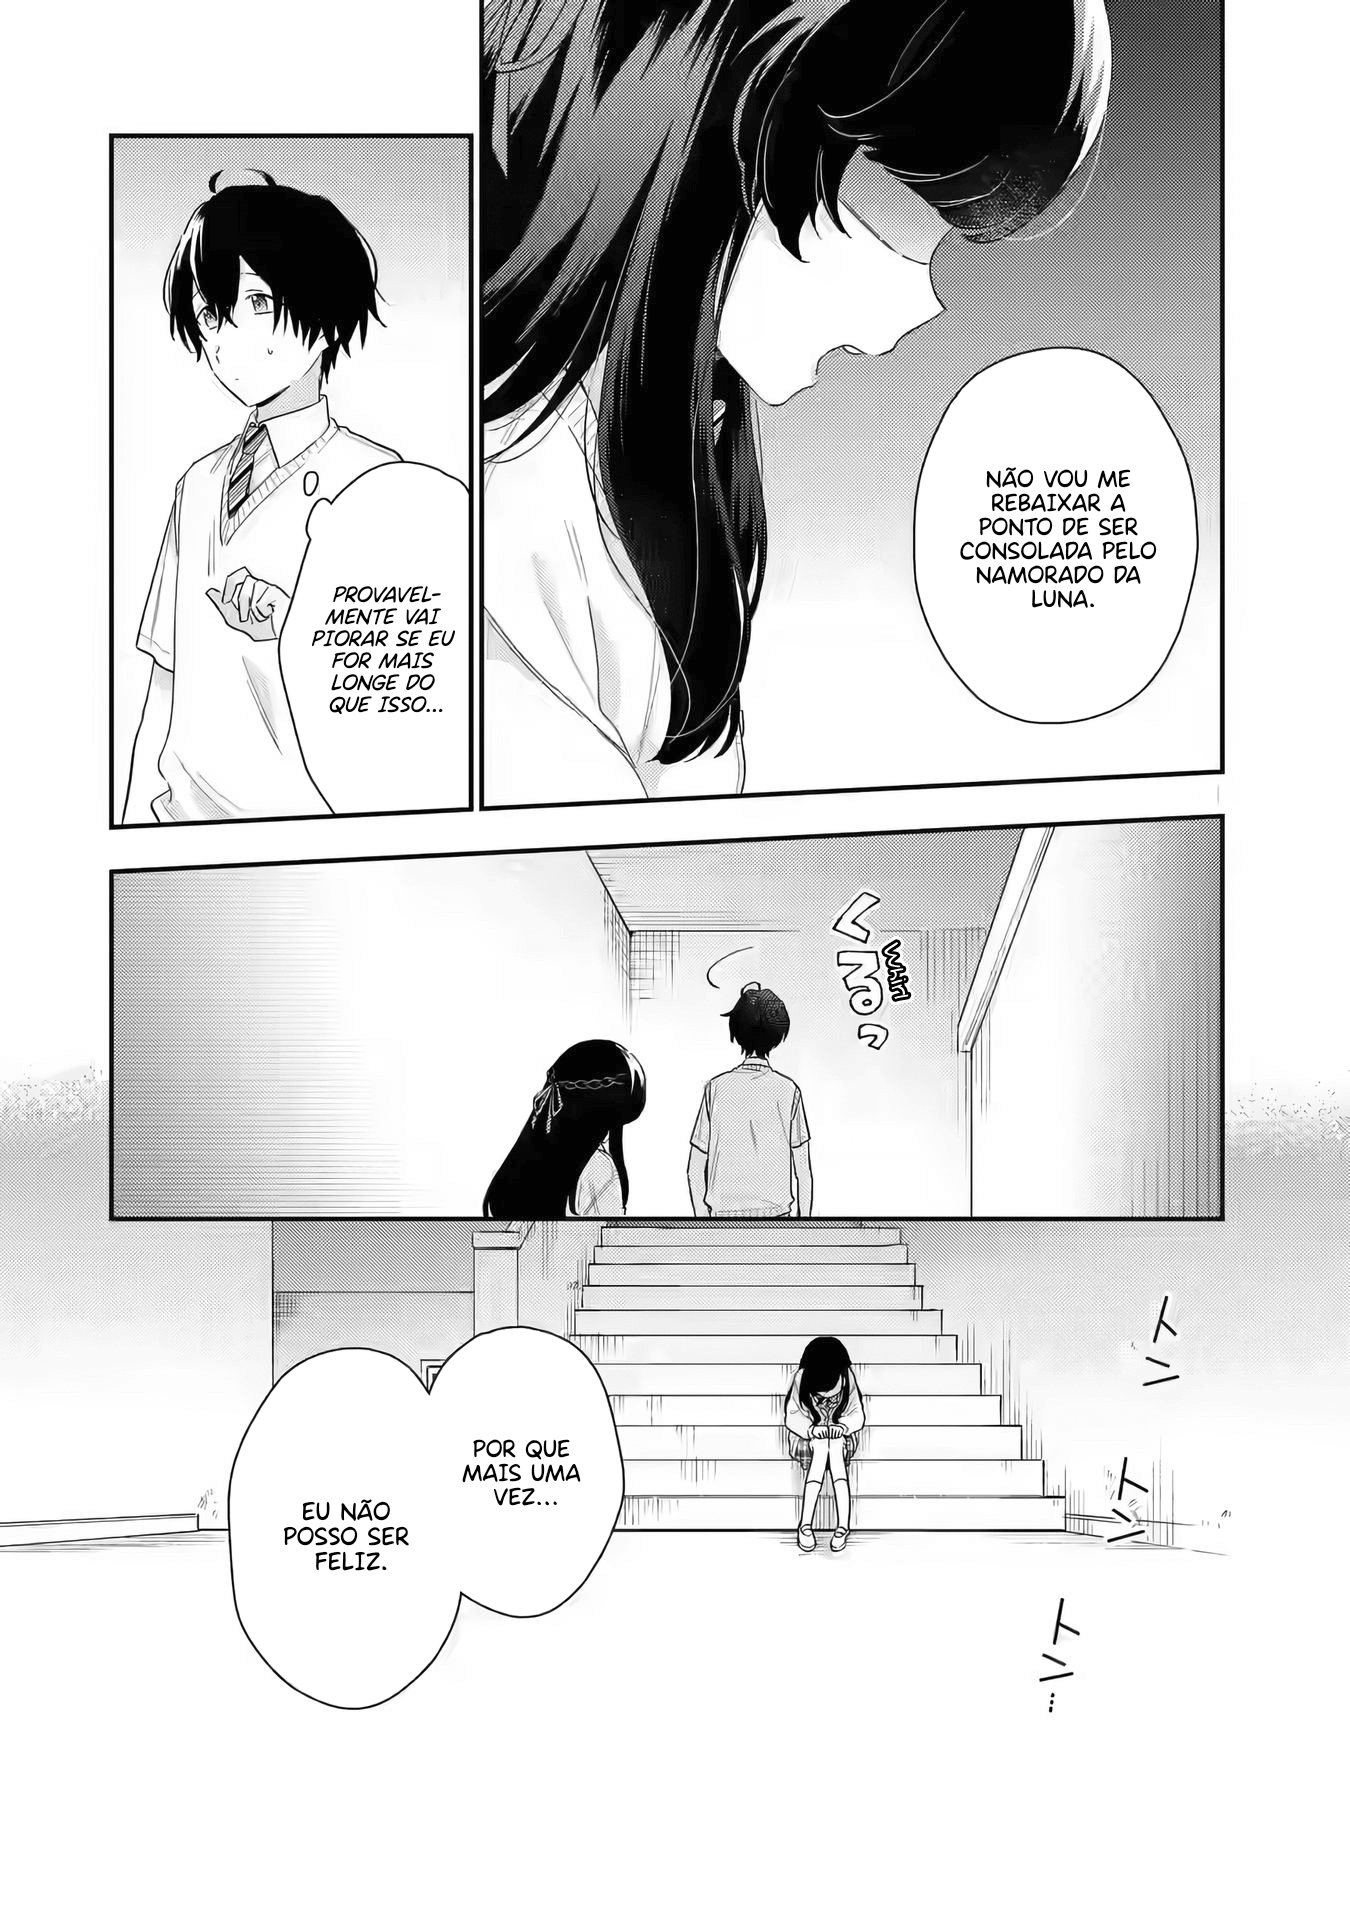 NÃO VOU ME
REBAIXAR A
PONTO DE SER
CONSOLADA PELO
NAMORADO DA
LUNA.
PROVAVEL-
MENTE VAI
PIORAR SE EU
FOR MAIS
LONGE DO
QUE ISSO...
くるっ
WHIRL
トン
トン
トン…
POR QUE
MAIS UMA
VEZ...
EU NÃO
POSSO SER
FELIZ.